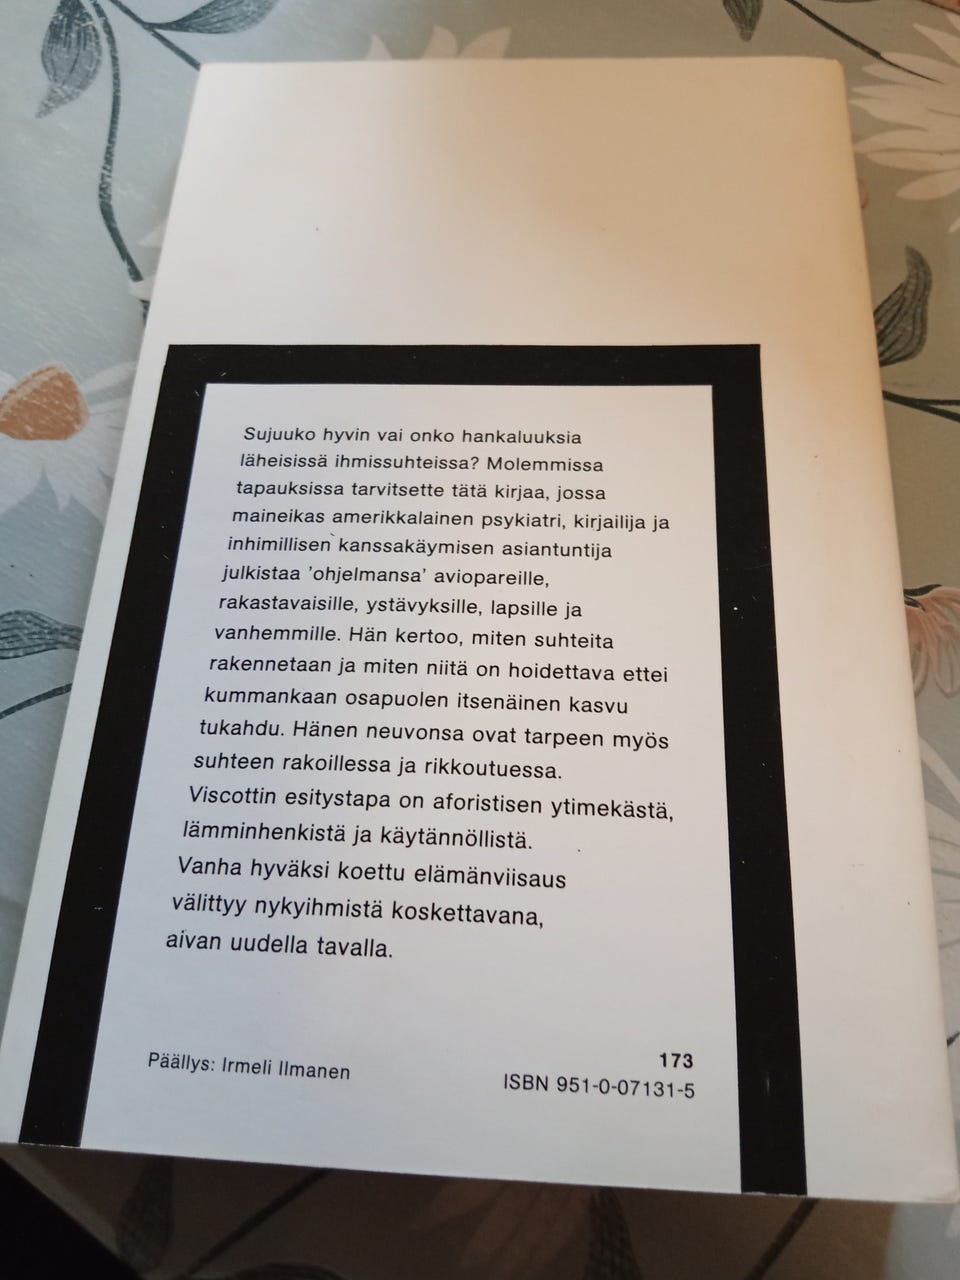 Sujuuko hyvin vai onko hankaluuksia
läheisissä ihmissuhteissa? Molemmissa
tapauksissa tarvitsette tätä kirjaa, jossa
maineikas amerikkalainen psykiatri, kirjailija ja
inhimillisen kanssakäymisen asiantuntija
julkistaa 'ohjelmansa' aviopareille,
rakastavaisille, ystävyksille, lapsille ja
vanhemmille. Hän kertoo, miten suhteita
rakennetaan ja miten niitä on hoidettava ettei
kummankaan osapuolen itsenäinen kasvu
tukahdu. Hänen neuvonsa ovat tarpeen myös
suhteen rakoillessa ja rikkoutuessa.
Viscottin esitystapa on aforistisen ytimekästä,
lämminhenkistä ja käytännöllistä.
Vanha hyväksi koettu elämänviisaus
välittyy nykyihmistä koskettavana,
aivan uudella tavalla.
Päällys: Irmeli Ilmanen
173
ISBN 951-0-07131-5